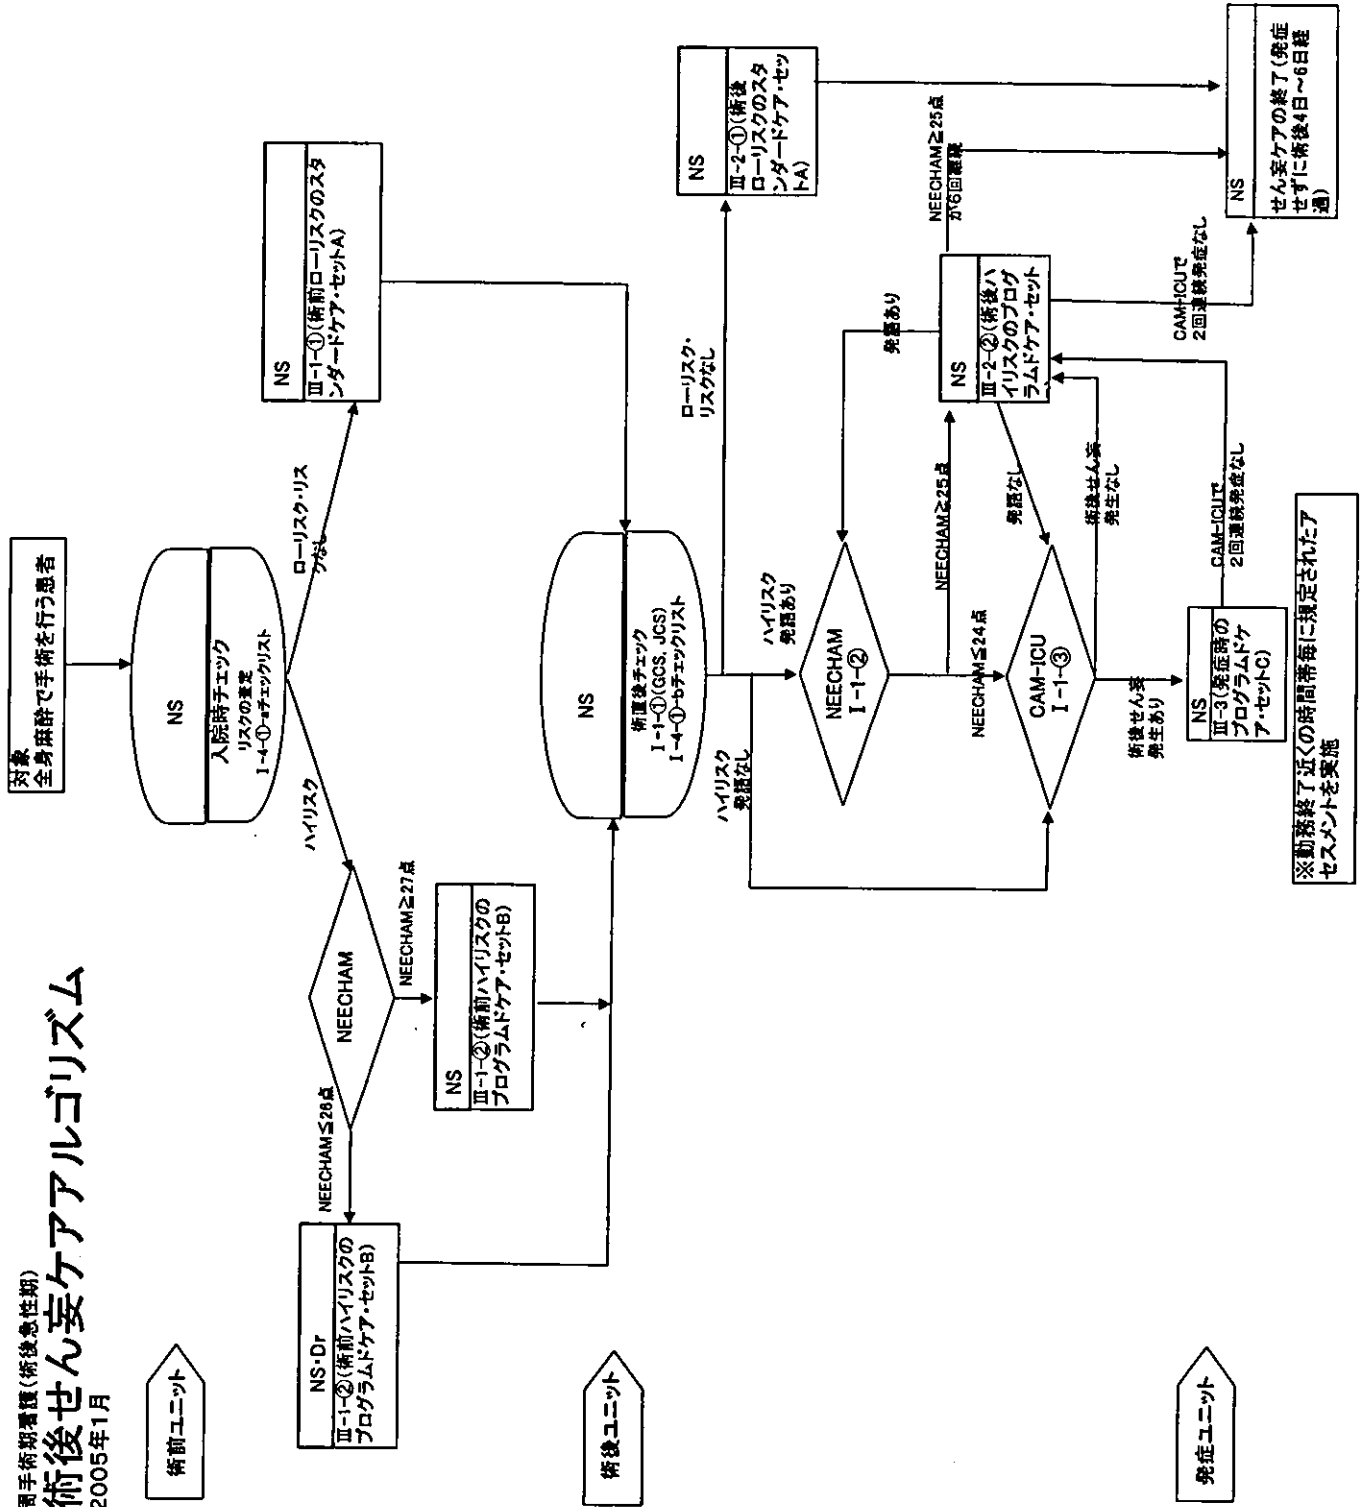 周手術期看護(術後急性期)
術後せん妄ケアアルゴリズム
2005年1月
対象
全身麻酔で手術を行う患者
術前ユニット
NS
入院時チェック
リスクの査定
I-4-①-aチェックリスト
ハイリスク
ローリスク・リス
クなし
NEECHAM
NEECHAM≦26点
NEECHAM≧27点
NS・Dr
Ⅲ-1-②(術前ハイリスクの
プログラムドケア・セットB)
NS
Ⅲ-1-②(術前ハイリスクの
プログラムドケア・セットB)
NS
Ⅲ-1-①(術前ローリスクのスタ
ンダードケア・セットA)
術後ユニット
NS
術直後チェック
I-1-①(GCS, JCS)
I-4-①-bチェックリスト
ハイリスク
発語なし
ハイリスク
発語あり
ローリスク・
リスクなし
NS
Ⅲ-2-①(術後
ローリスクのスタ
ンダードケア・セッ
トA)
NEECHAM
I-1-②
発語あり
NEECHAM≧25点
NEECHAM≦24点
NS
Ⅲ-2-②(術後ハ
イリスクのプログ
ラムドケア・セット
NEECHAM≧25点
が6回継続
発語なし
CAM-ICU
I-1-③
術後せん妄
発生なし
術後せん妄
発生あり
CAM-ICUで
2回連続発症なし
CAM-ICUで
2回連続発症なし
発症ユニット
NS
Ⅲ-3(発症時の
プログラムドケ
ア・セットC)
NS
せん妄ケアの終了(発症
せずに術後4日~6日経
過)
※勤務終了近くの時間帯毎に規定されたア
セスメントを実施